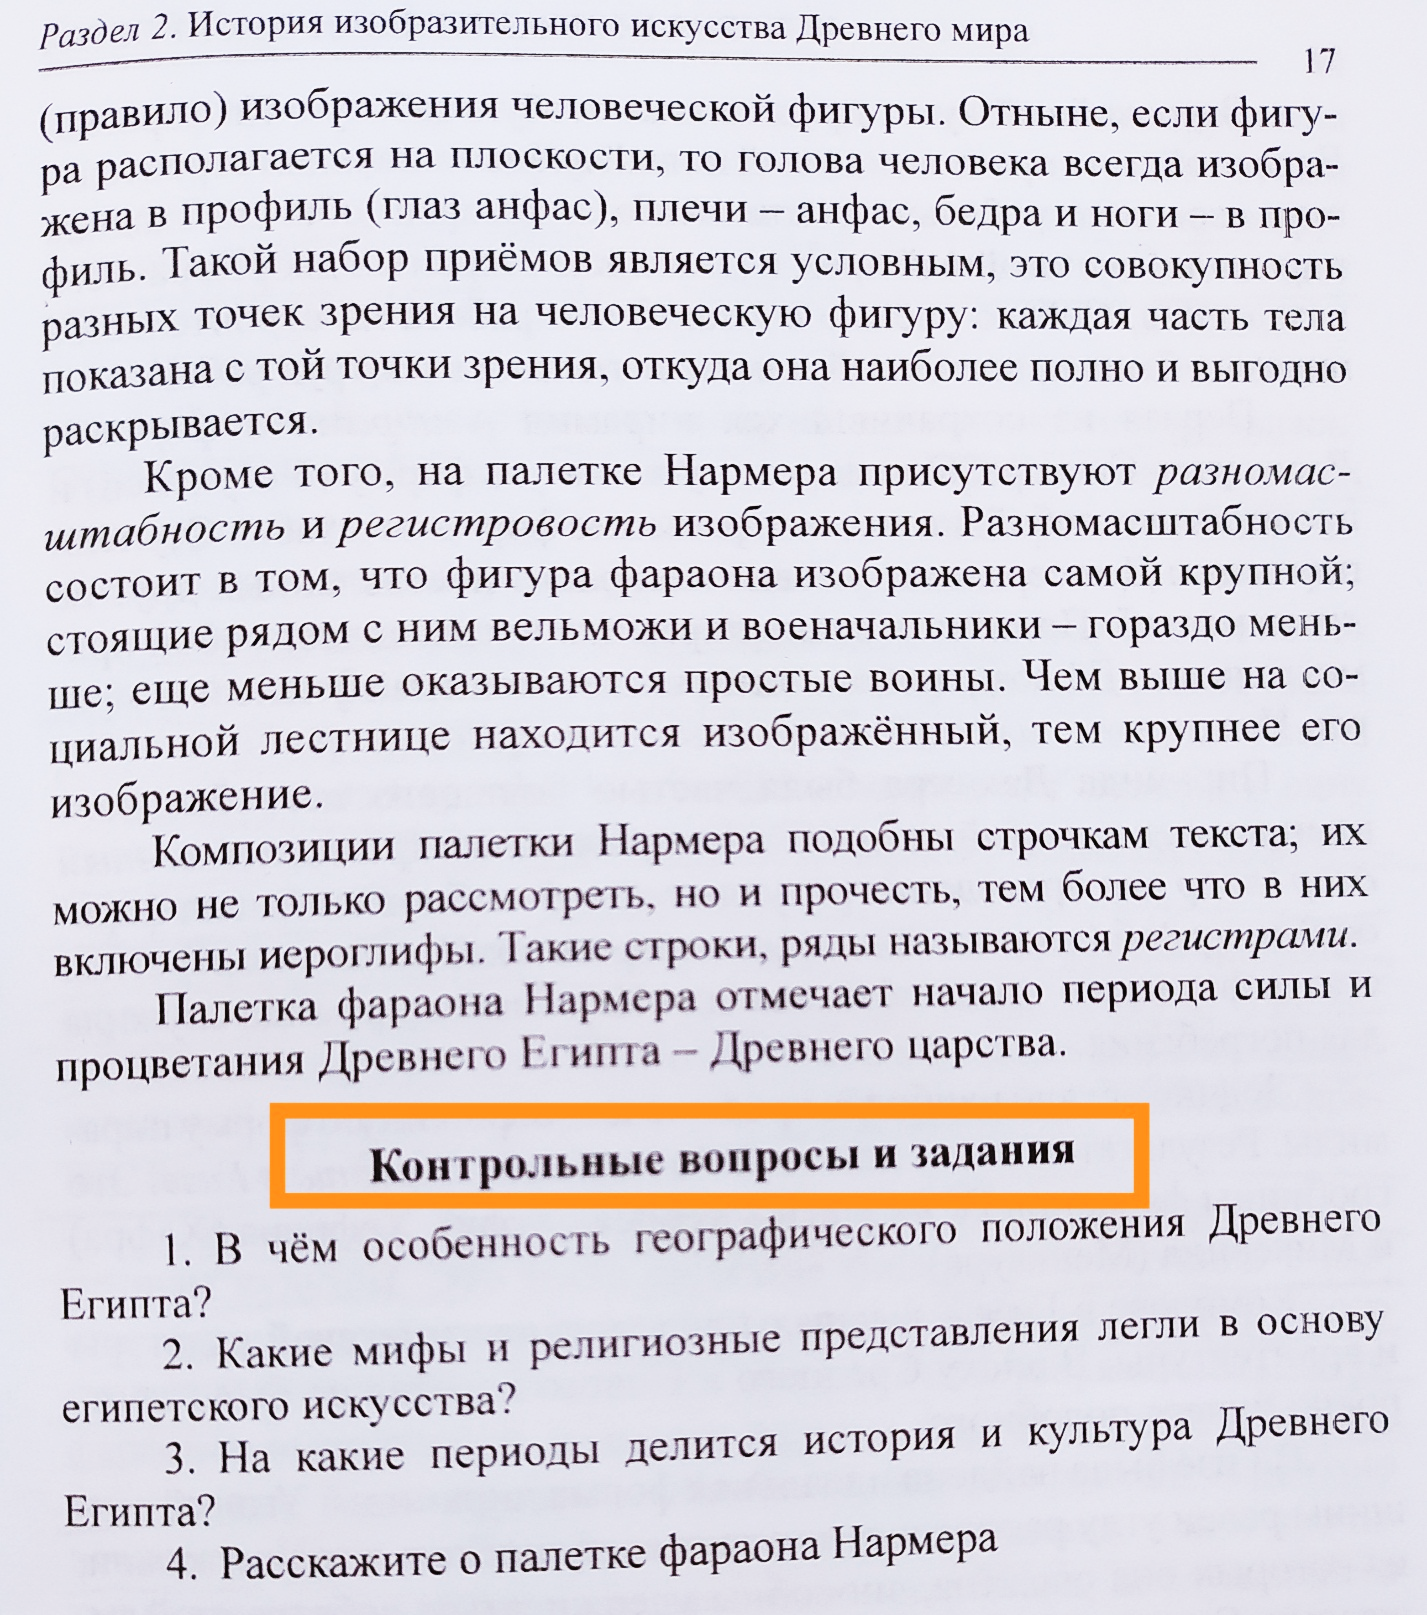 Раздел 2. История изобразительного искусства Древнего мира
17
(правило) изображения человеческой фигуры. Отныне, если фигу-
ра располагается на плоскости, то голова человека всегда изобра-
жена в профиль (глаз анфас), плечи – анфас, бедра и ноги – в про-
филь. Такой набор приёмов является условным, это совокупность
разных точек зрения на человеческую фигуру: каждая часть тела
показана с той точки зрения, откуда она наиболее полно и выгодно
раскрывается.
Кроме того, на палетке Нармера присутствуют разномас-
штабность и регистровость изображения. Разномасштабность
состоит в том, что фигура фараона изображена самой крупной;
стоящие рядом с ним вельможи и военачальники – гораздо мень-
ше; еще меньше оказываются простые воины. Чем выше на со-
циальной лестнице находится изображённый, тем крупнее его
изображение.
Композиции палетки Нармера подобны строчкам текста; их
можно не только рассмотреть, но и прочесть, тем более что в них
включены иероглифы. Такие строки, ряды называются регистрами.
Палетка фараона Нармера отмечает начало периода силы и
процветания Древнего Египта – Древнего царства.
Контрольные вопросы и задания
1. В чём особенность географического положения Древнего
Египта?
2. Какие мифы и религиозные представления легли в основу
египетского искусства?
3. На какие периоды делится история и культура Древнего
Египта?
4. Расскажите о палетке фараона Нармера